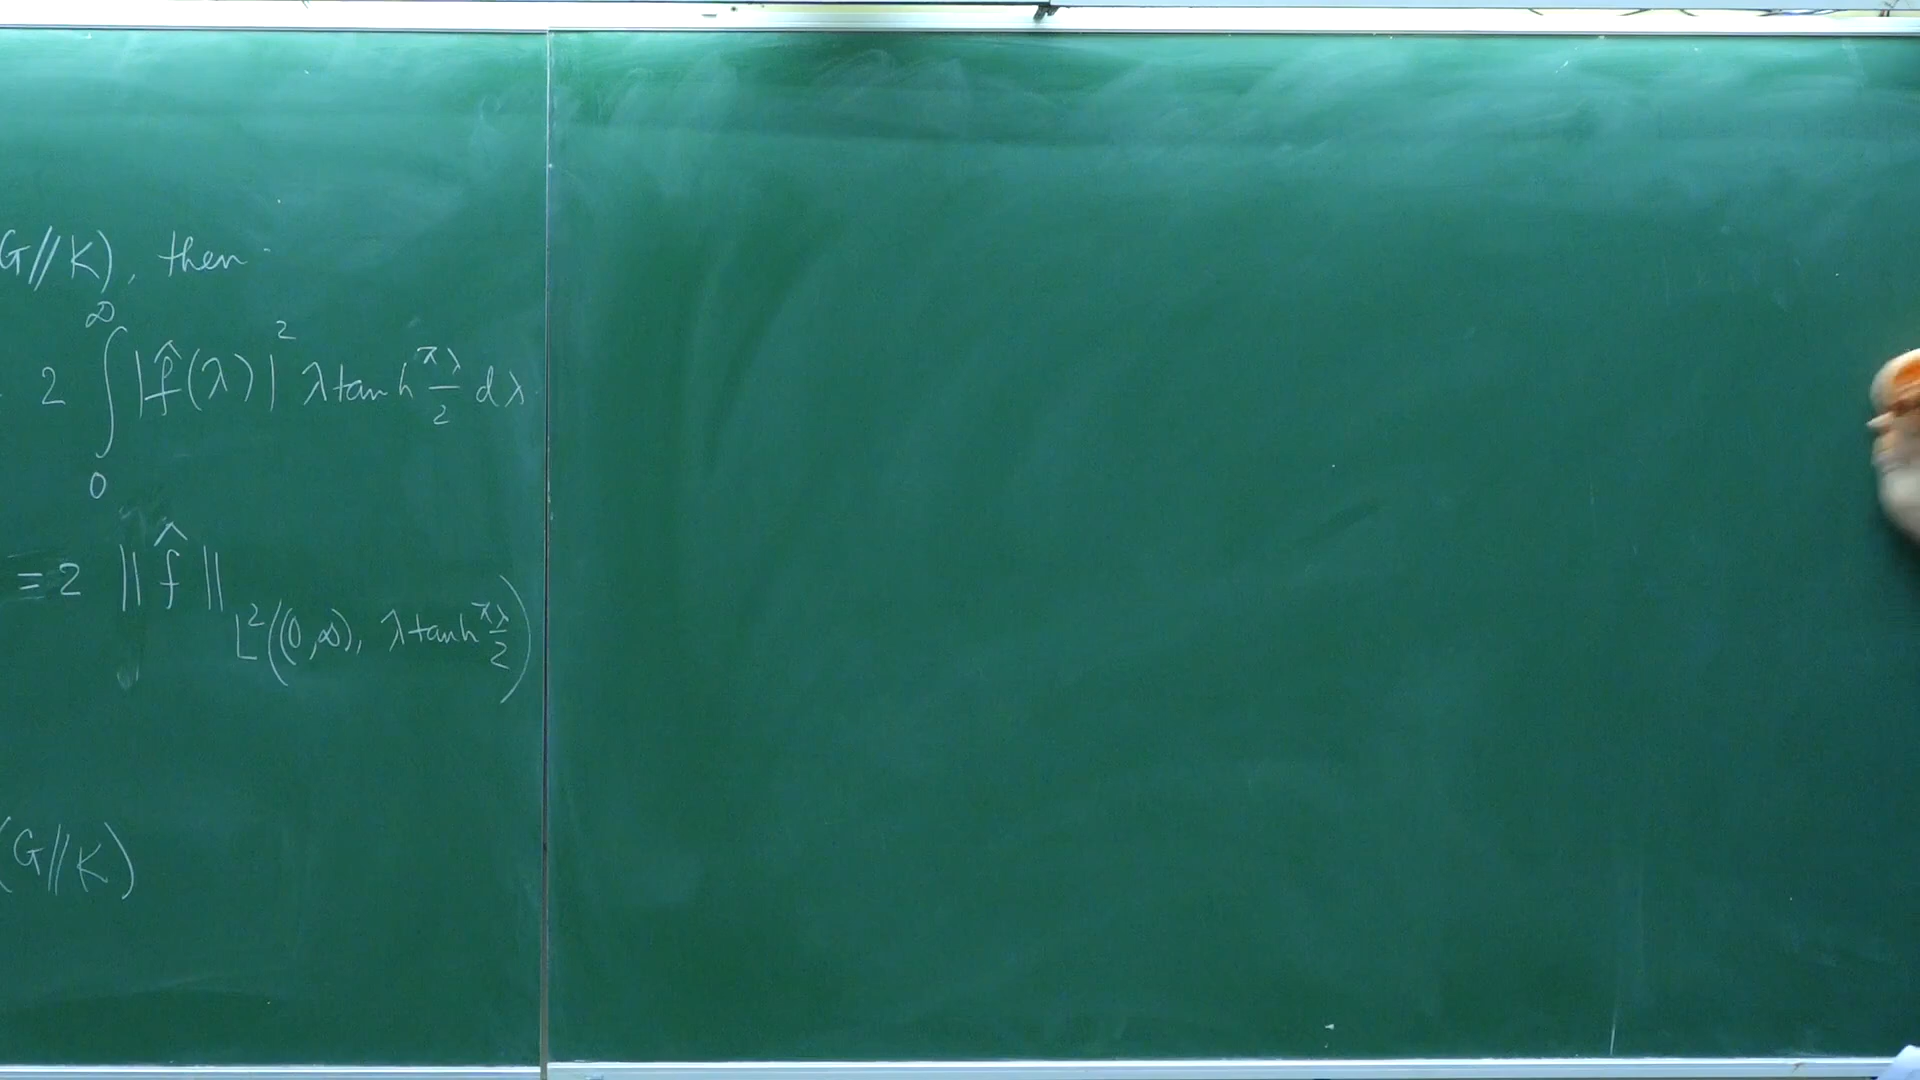 G//K), then
2 ∫₀^∞ |f̂(λ)|² λ tanh πλ/2 dλ
= 2 ||f̂||
L²((0,∞), λ tanh πλ/2)
(G//K)